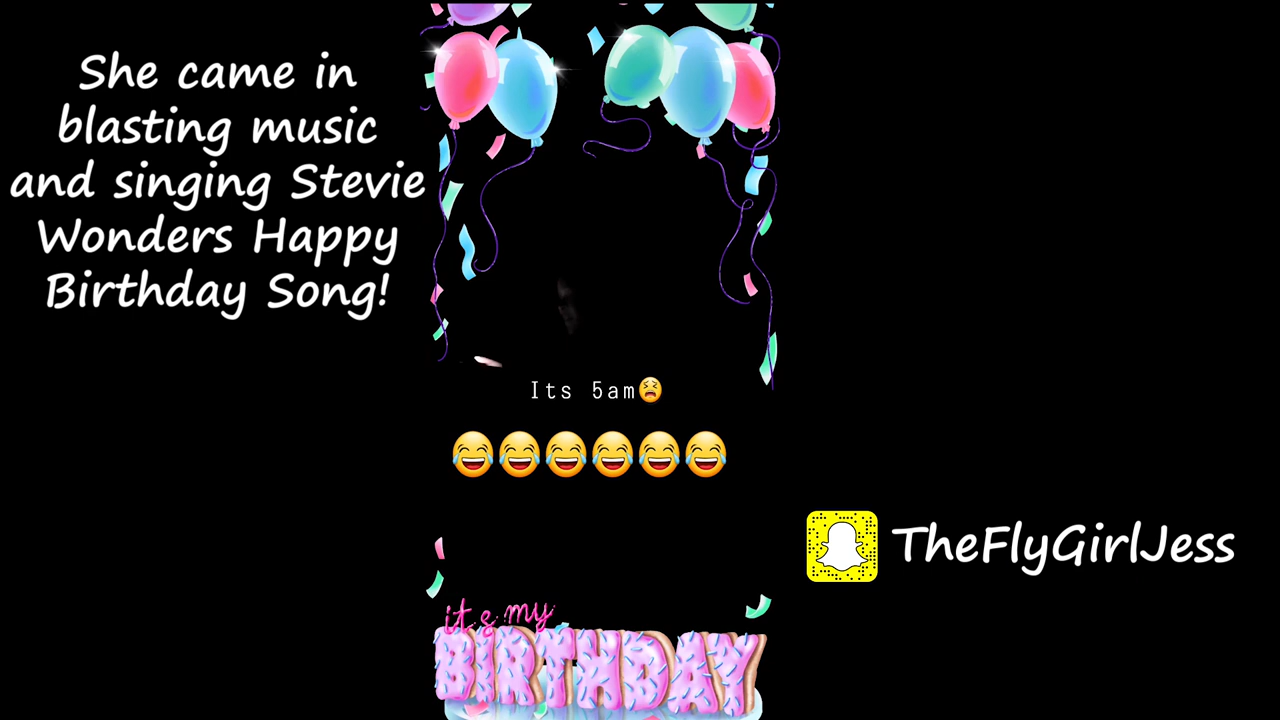 She came in
blasting music
and singing Stevie
Wonders Happy
Birthday Song!
Its 5am😫
😂😂😂😂😂😂
TheFlyGirlJess
it's my
BIRTHDAY